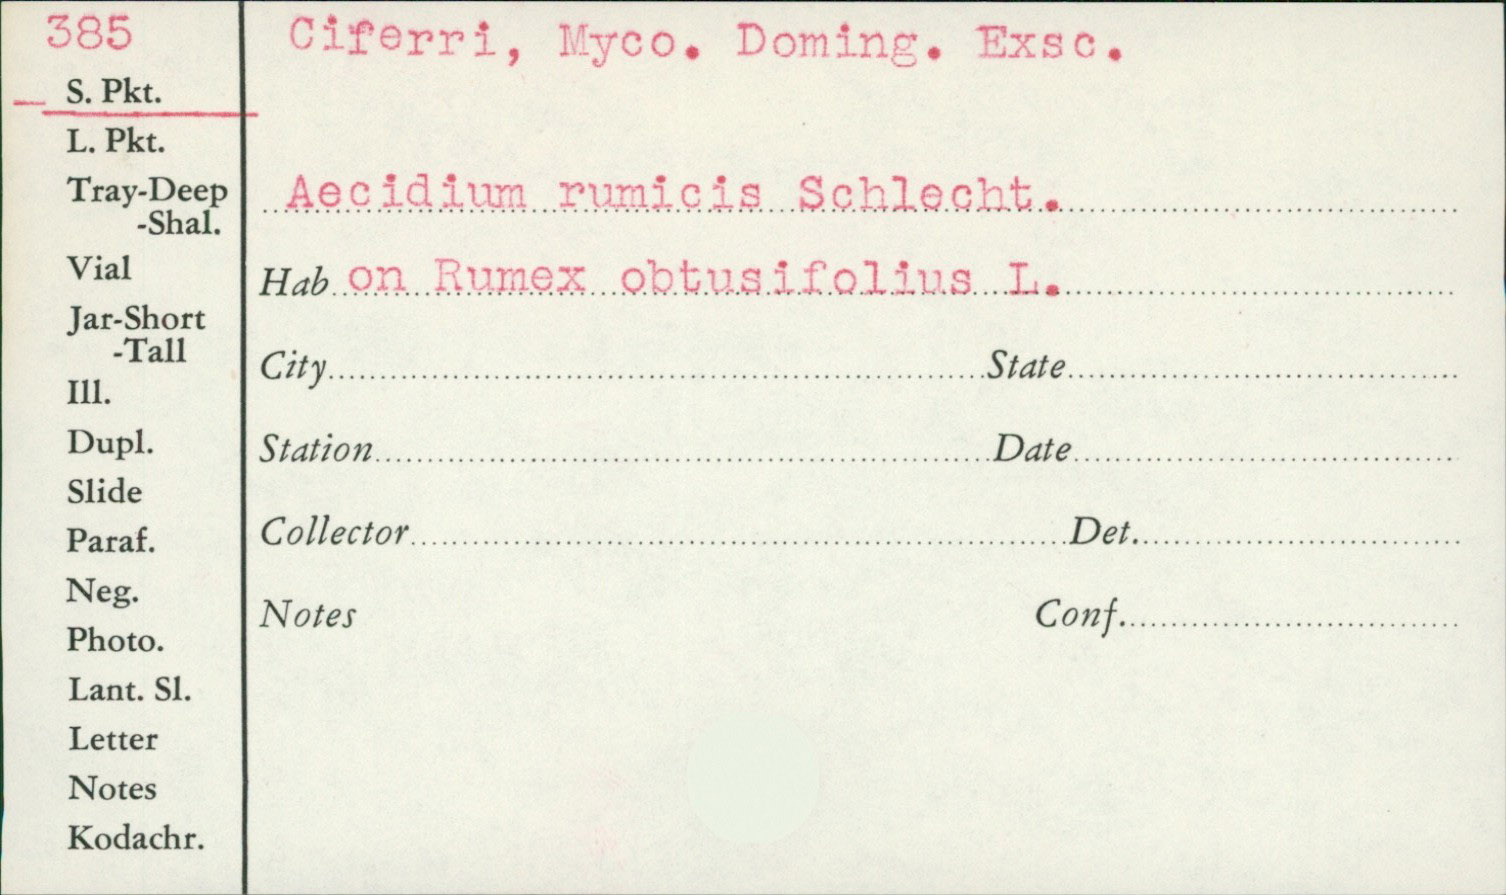 385
Ciferri, Myco. Doming. Exsc.
S. Pkt.
L. Pkt.
Tray-Deep
-Shal.
Vial
Jar-Short
-Tall
Ill.
Dupl.
Slide
Paraf.
Neg.
Photo.
Lant. Sl.
Letter
Notes
Kodachr.
Aecidium rumicis Schlecht.
Hab on Rumex obtusifolius L.
City State
Station Date
Collector Det.
Notes Conf.